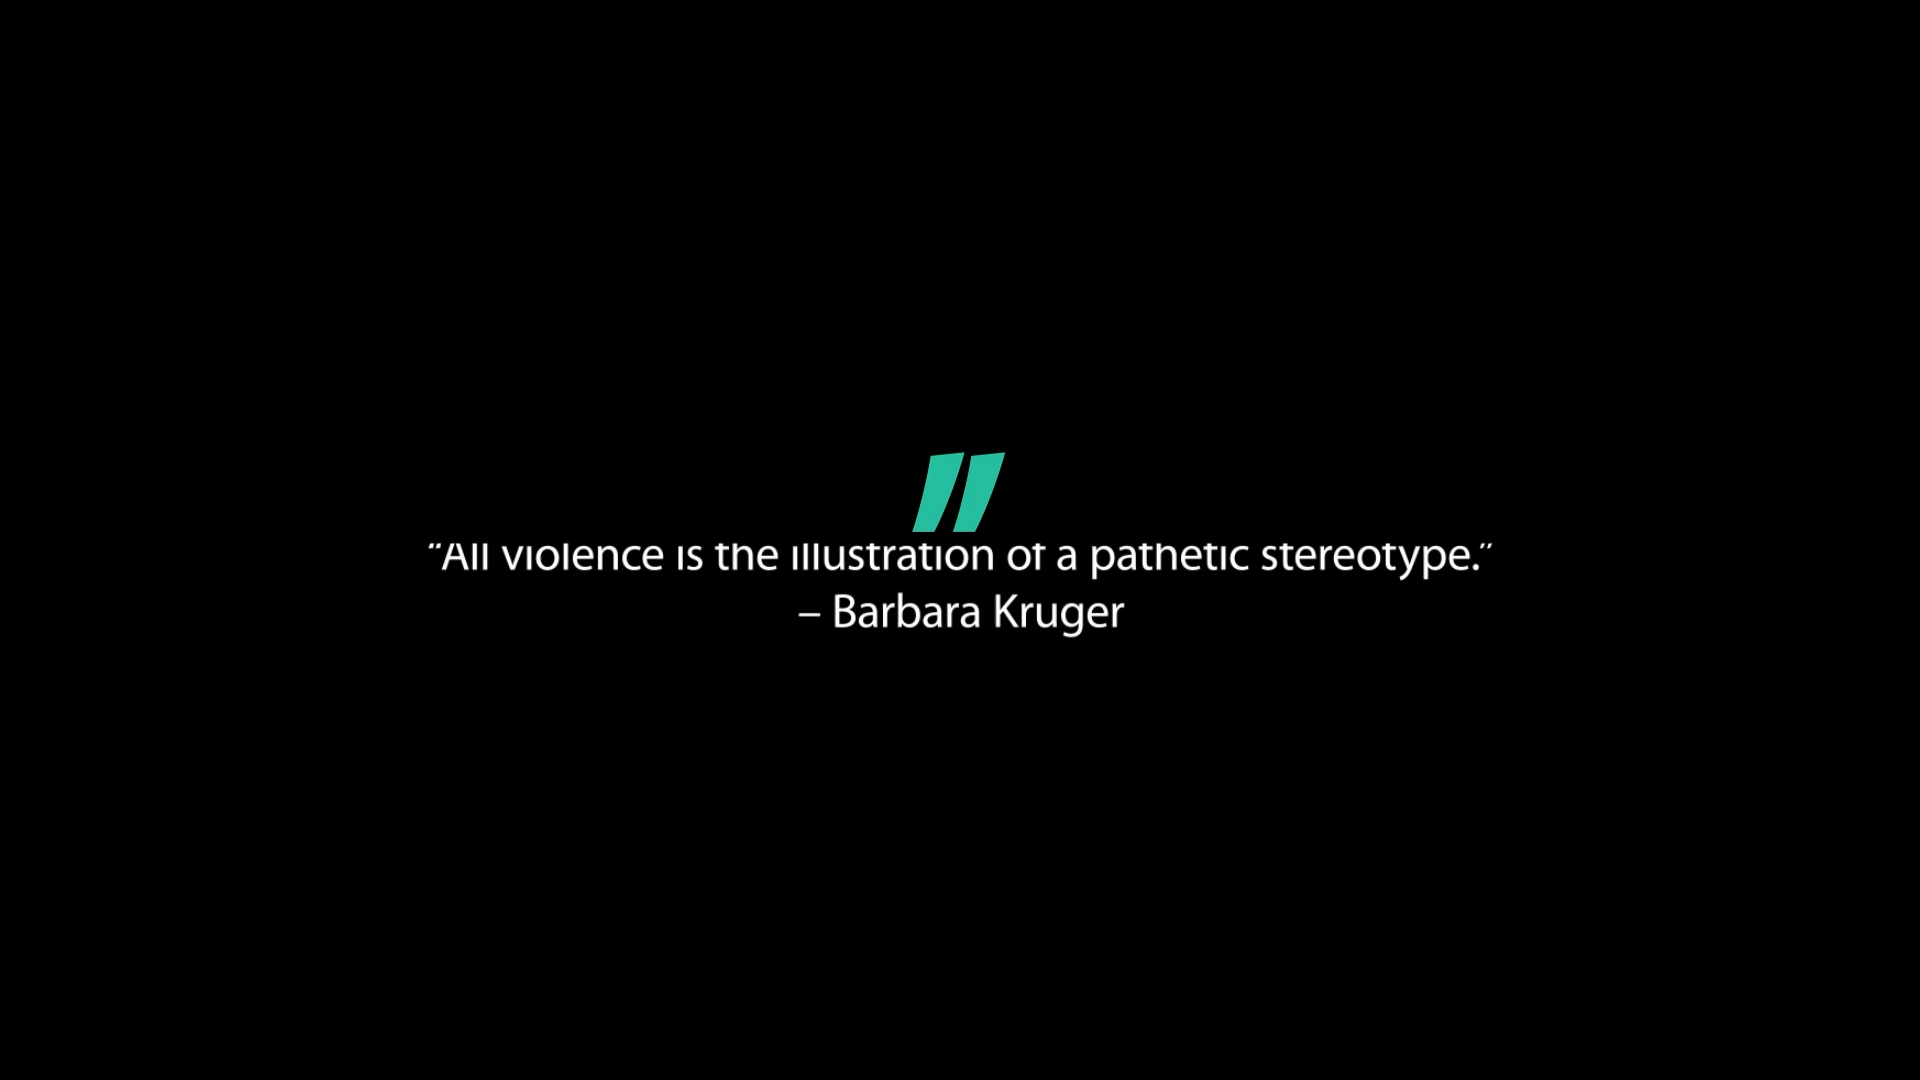 “All violence is the illustration of a pathetic stereotype.”
– Barbara Kruger